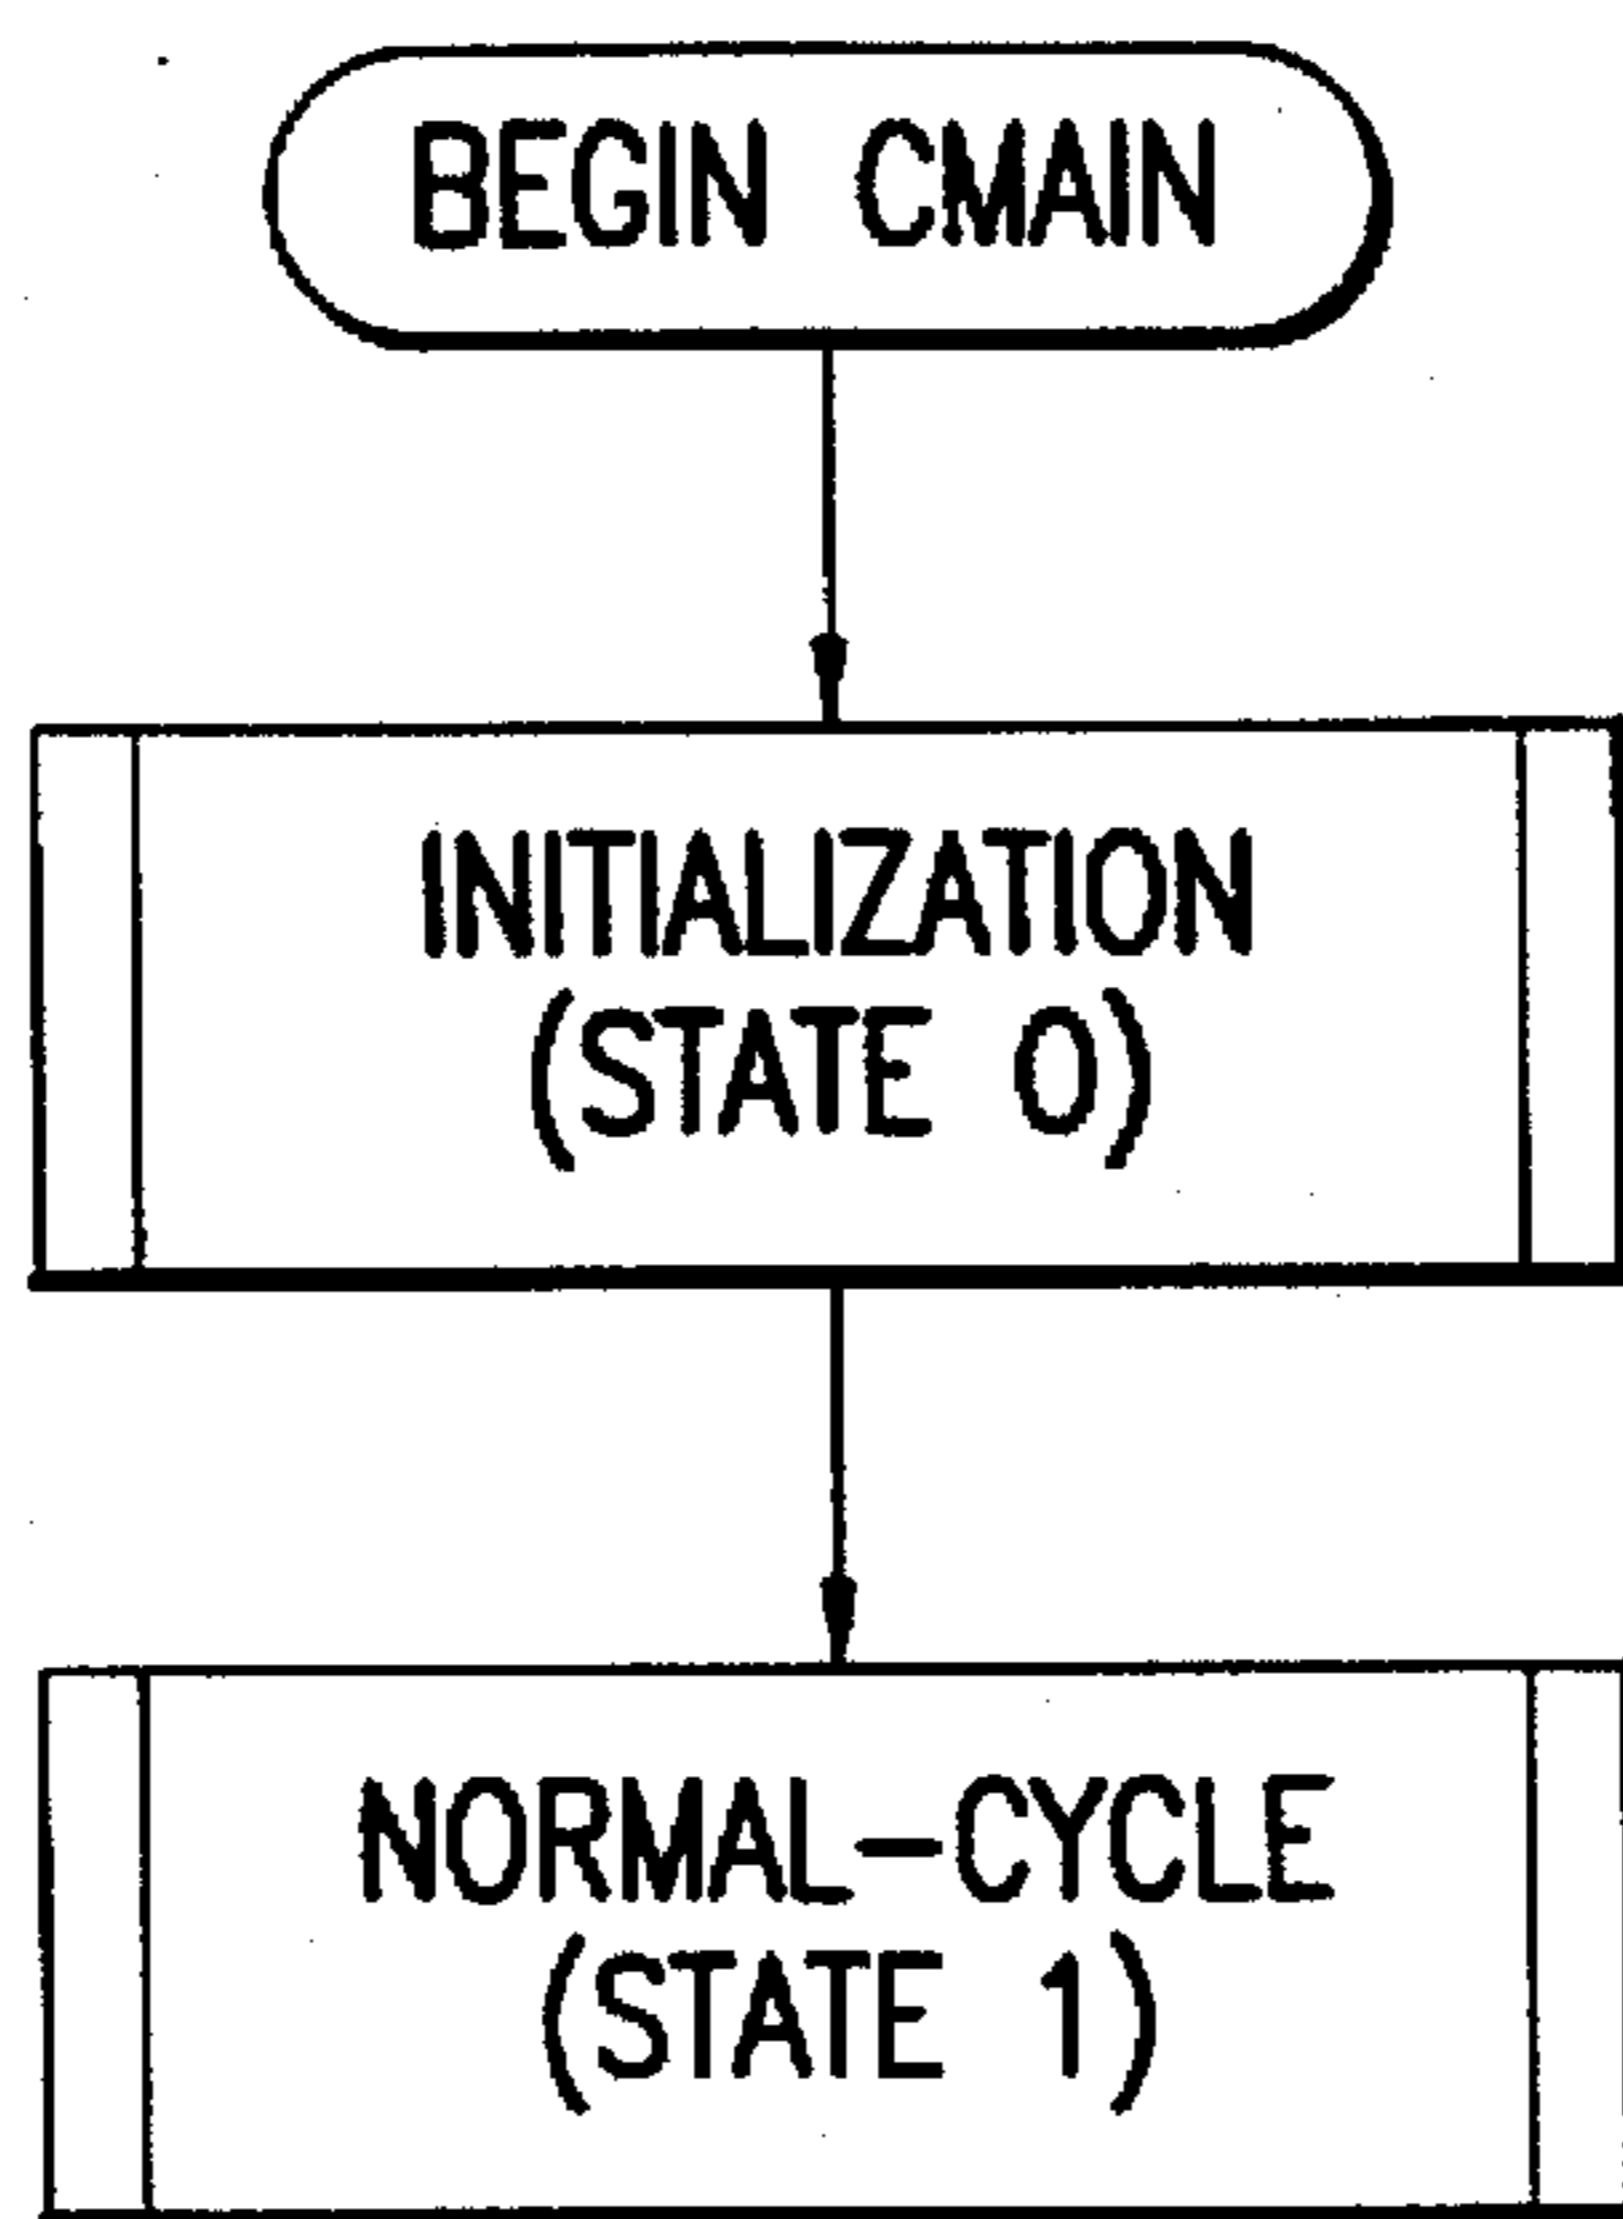 BEGIN CMAIN
INITIALIZATION
(STATE 0)
NORMAL-CYCLE
(STATE 1)